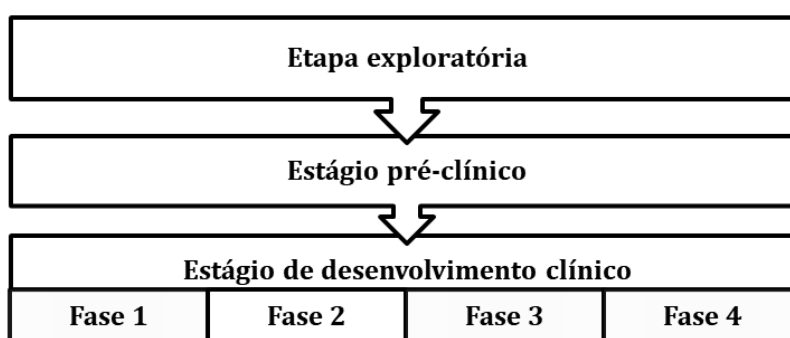 Etapa exploratória
Estágio pré-clínico
Estágio de desenvolvimento clínico
Fase 1 Fase 2 Fase 3 Fase 4